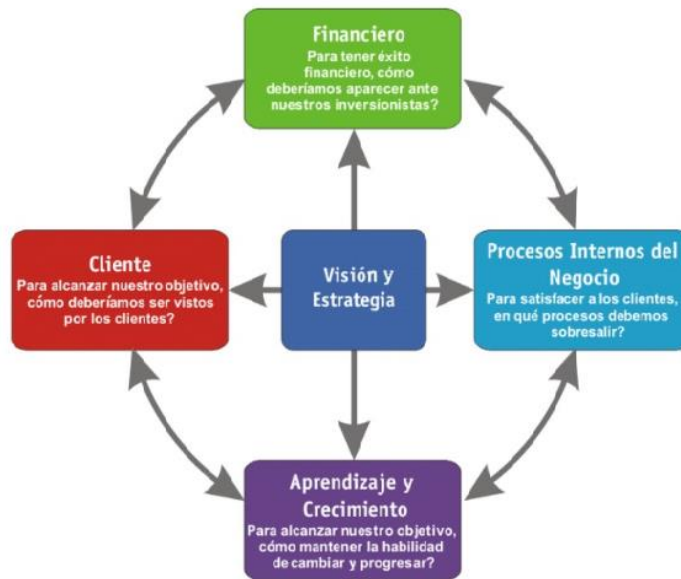 Financiero
Para tener éxito
financiero, cómo
deberíamos aparecer ante
nuestros inversionistas?
Cliente
Para alcanzar nuestro objetivo,
cómo deberíamos ser vistos
por los clientes?
Visión y
Estrategia
Procesos Internos del
Negocio
Para satisfacer a los clientes,
en qué procesos debemos
sobresalir?
Aprendizaje y
Crecimiento
Para alcanzar nuestro objetivo,
cómo mantener la habilidad
de cambiar y progresar?